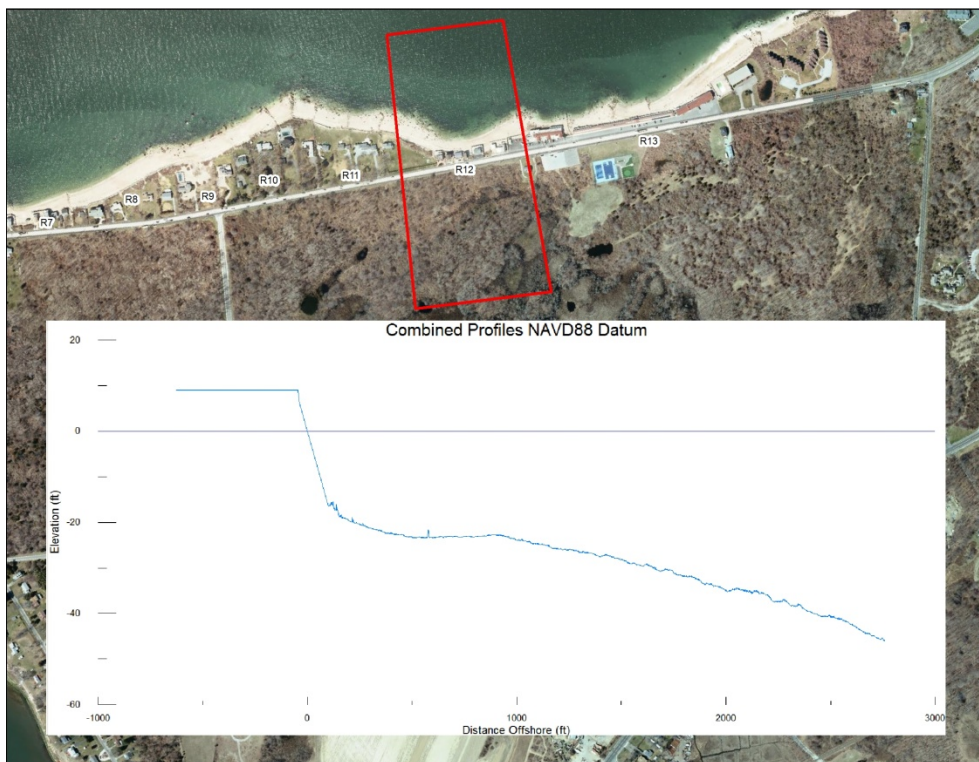 R13
R12
R11
R10
R9
R8
R7
Combined Profiles NAVD88 Datum
20
10
0
-20
-40
-60
Elevation (ft)
-1000
0
1000
2000
3000
Distance Offshore (ft)